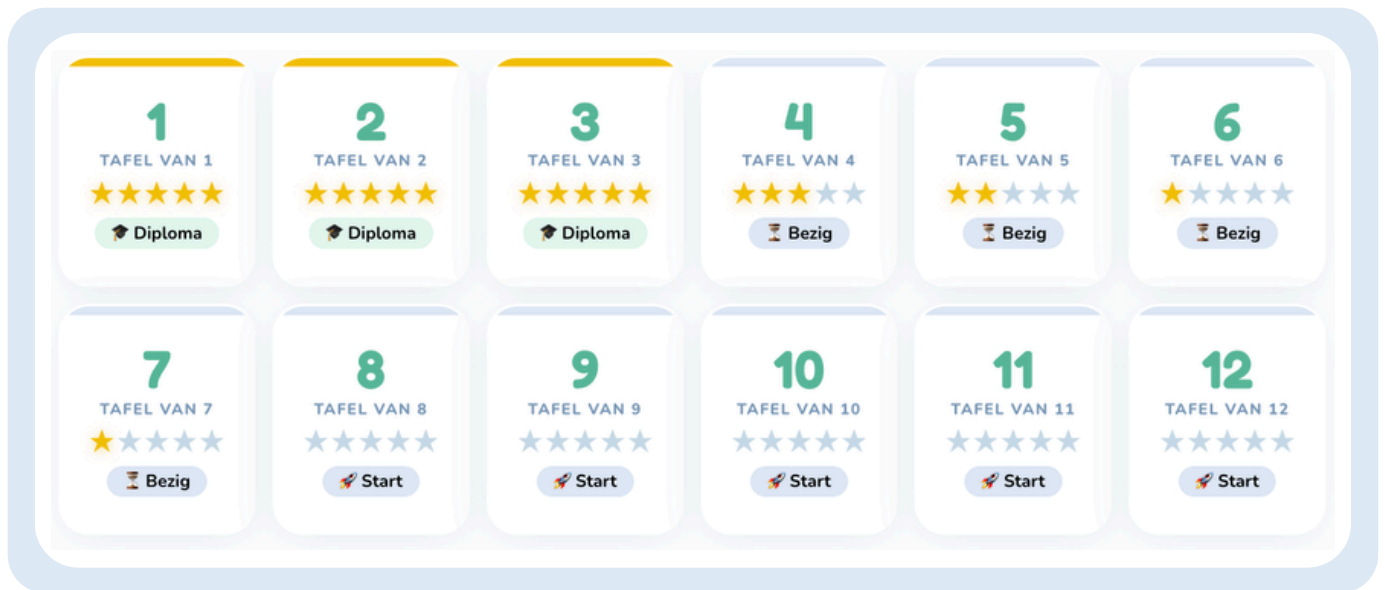 1
TAFEL VAN 1
Diploma
2
TAFEL VAN 2
Diploma
3
TAFEL VAN 3
Diploma
4
TAFEL VAN 4
Bezig
5
TAFEL VAN 5
Bezig
6
TAFEL VAN 6
Bezig
7
TAFEL VAN 7
Bezig
8
TAFEL VAN 8
Start
9
TAFEL VAN 9
Start
10
TAFEL VAN 10
Start
11
TAFEL VAN 11
Start
12
TAFEL VAN 12
Start